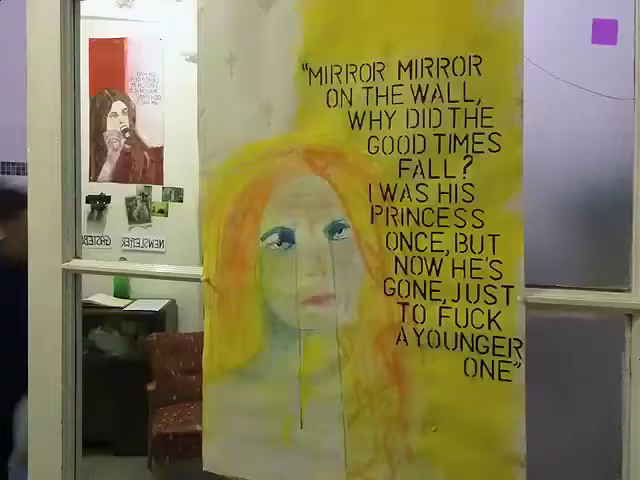 "MIRROR MIRROR
ON THE WALL,
WHY DID THE
GOOD TIMES
FALL?
I WAS HIS
PRINCESS
ONCE, BUT
NOW HE'S
GONE, JUST
TO FUCK
A YOUNGER
ONE"
NEWSLETTER